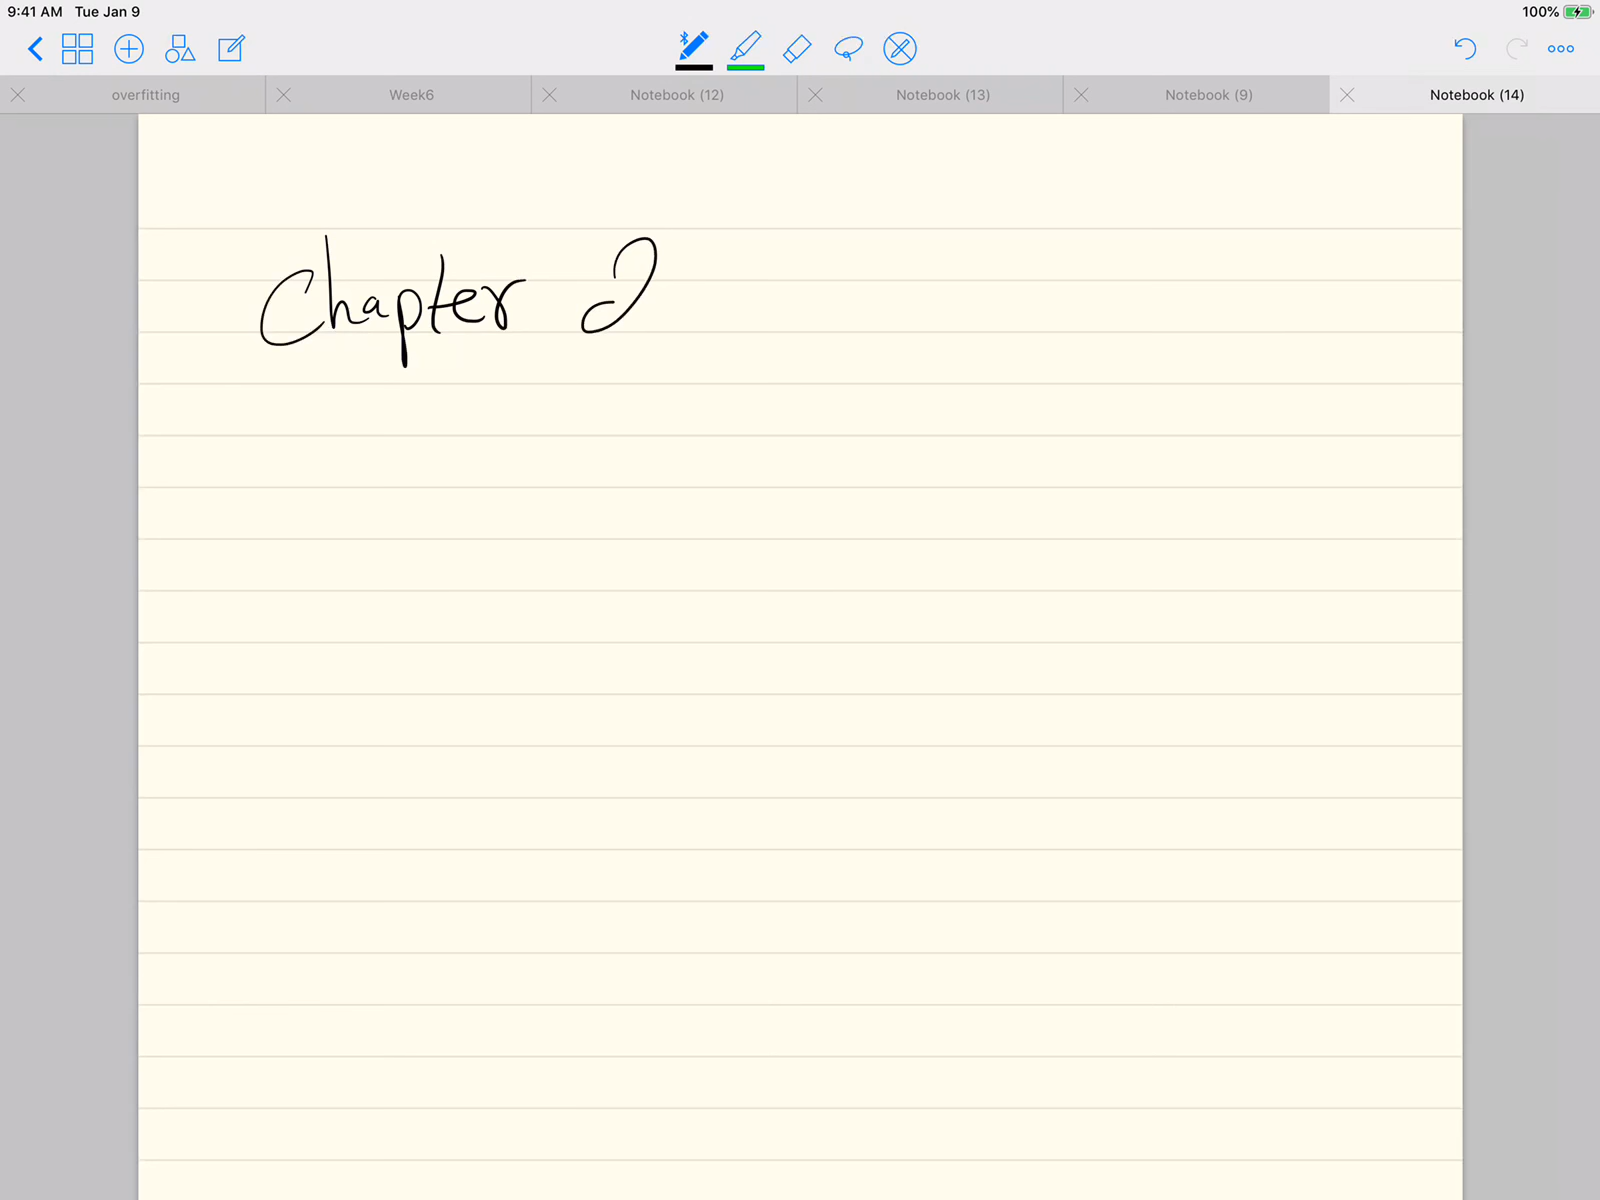 9:41 AM Tue Jan 9 100%
overfitting Week6 Notebook (12) Notebook (13) Notebook (9) Notebook (14)
Chapter 2